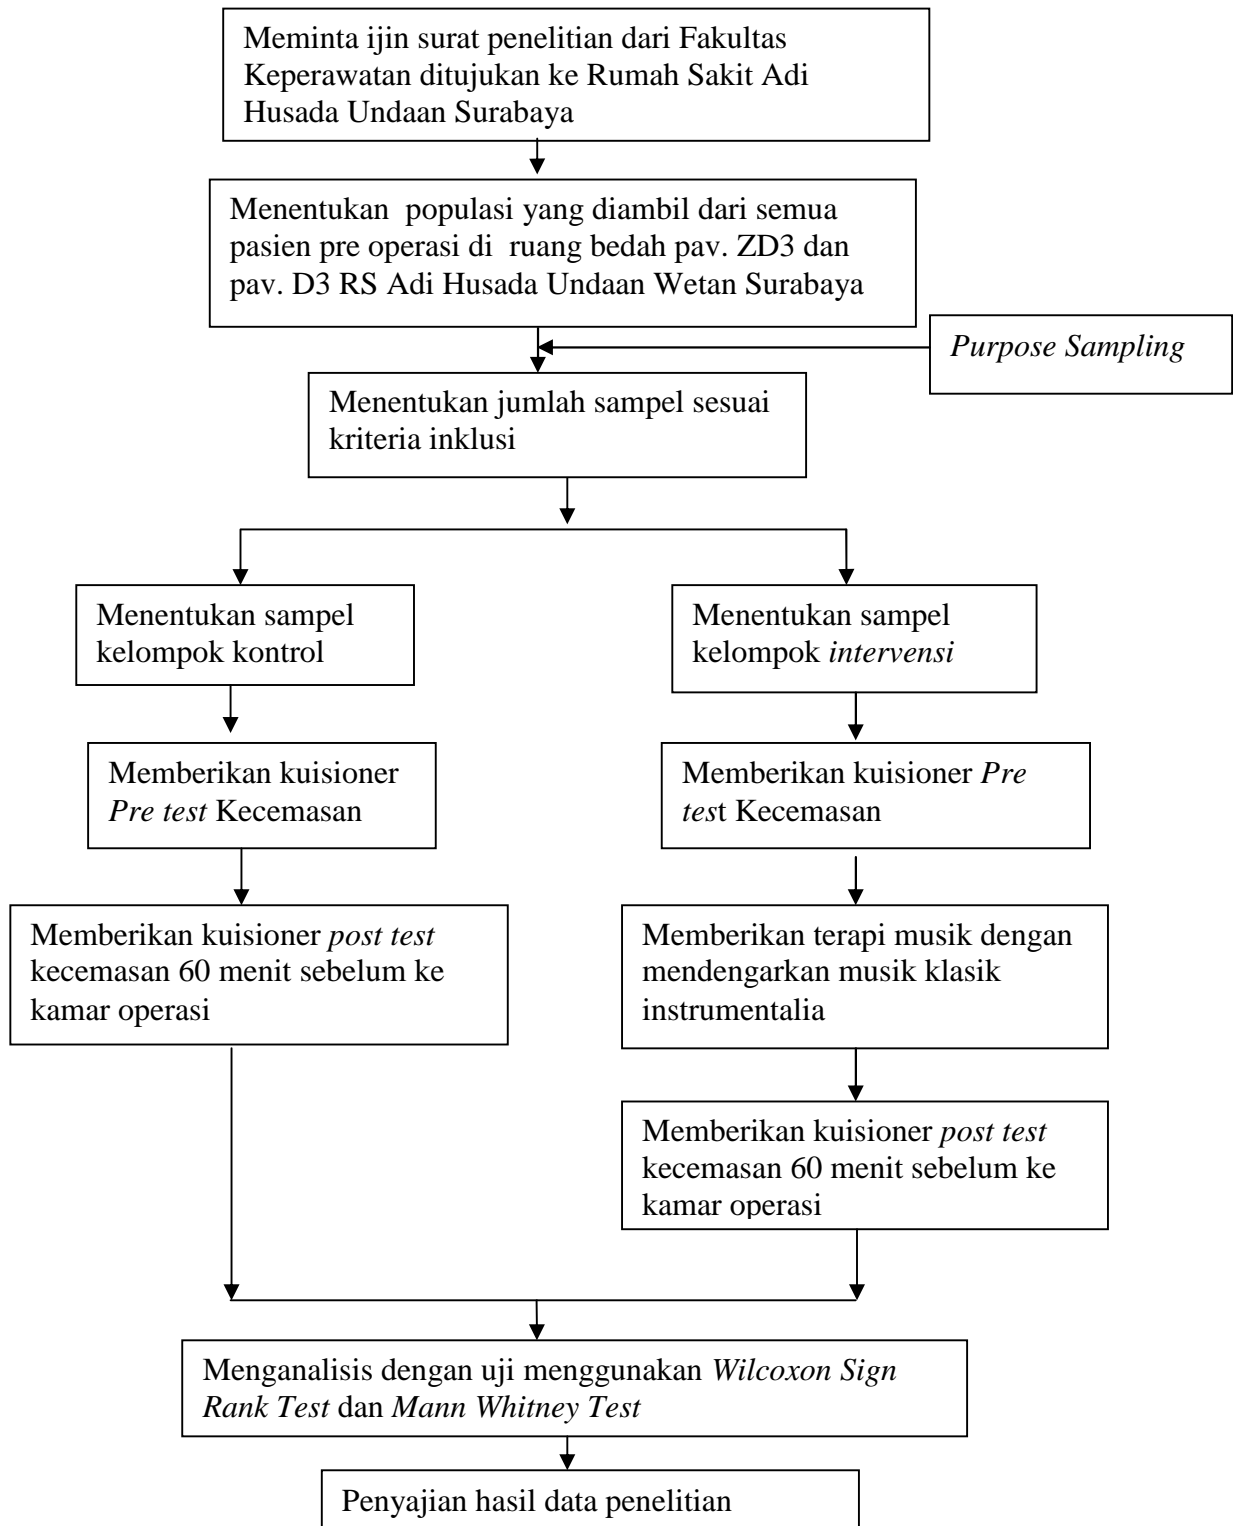 Meminta ijin surat penelitian dari Fakultas
Keperawatan ditujukan ke Rumah Sakit Adi
Husada Undaan Surabaya
Menentukan populasi yang diambil dari semua
pasien pre operasi di ruang bedah pav. ZD3 dan
pav. D3 RS Adi Husada Undaan Wetan Surabaya
Purpose Sampling
Menentukan jumlah sampel sesuai
kriteria inklusi
Menentukan sampel
kelompok kontrol
Menentukan sampel
kelompok intervensi
Memberikan kuisioner
Pre test Kecemasan
Memberikan kuisioner Pre
test Kecemasan
Memberikan kuisioner post test
kecemasan 60 menit sebelum ke
kamar operasi
Memberikan terapi musik dengan
mendengarkan musik klasik
instrumentalia
Memberikan kuisioner post test
kecemasan 60 menit sebelum ke
kamar operasi
Menganalisis dengan uji menggunakan Wilcoxon Sign
Rank Test dan Mann Whitney Test
Penyajian hasil data penelitian